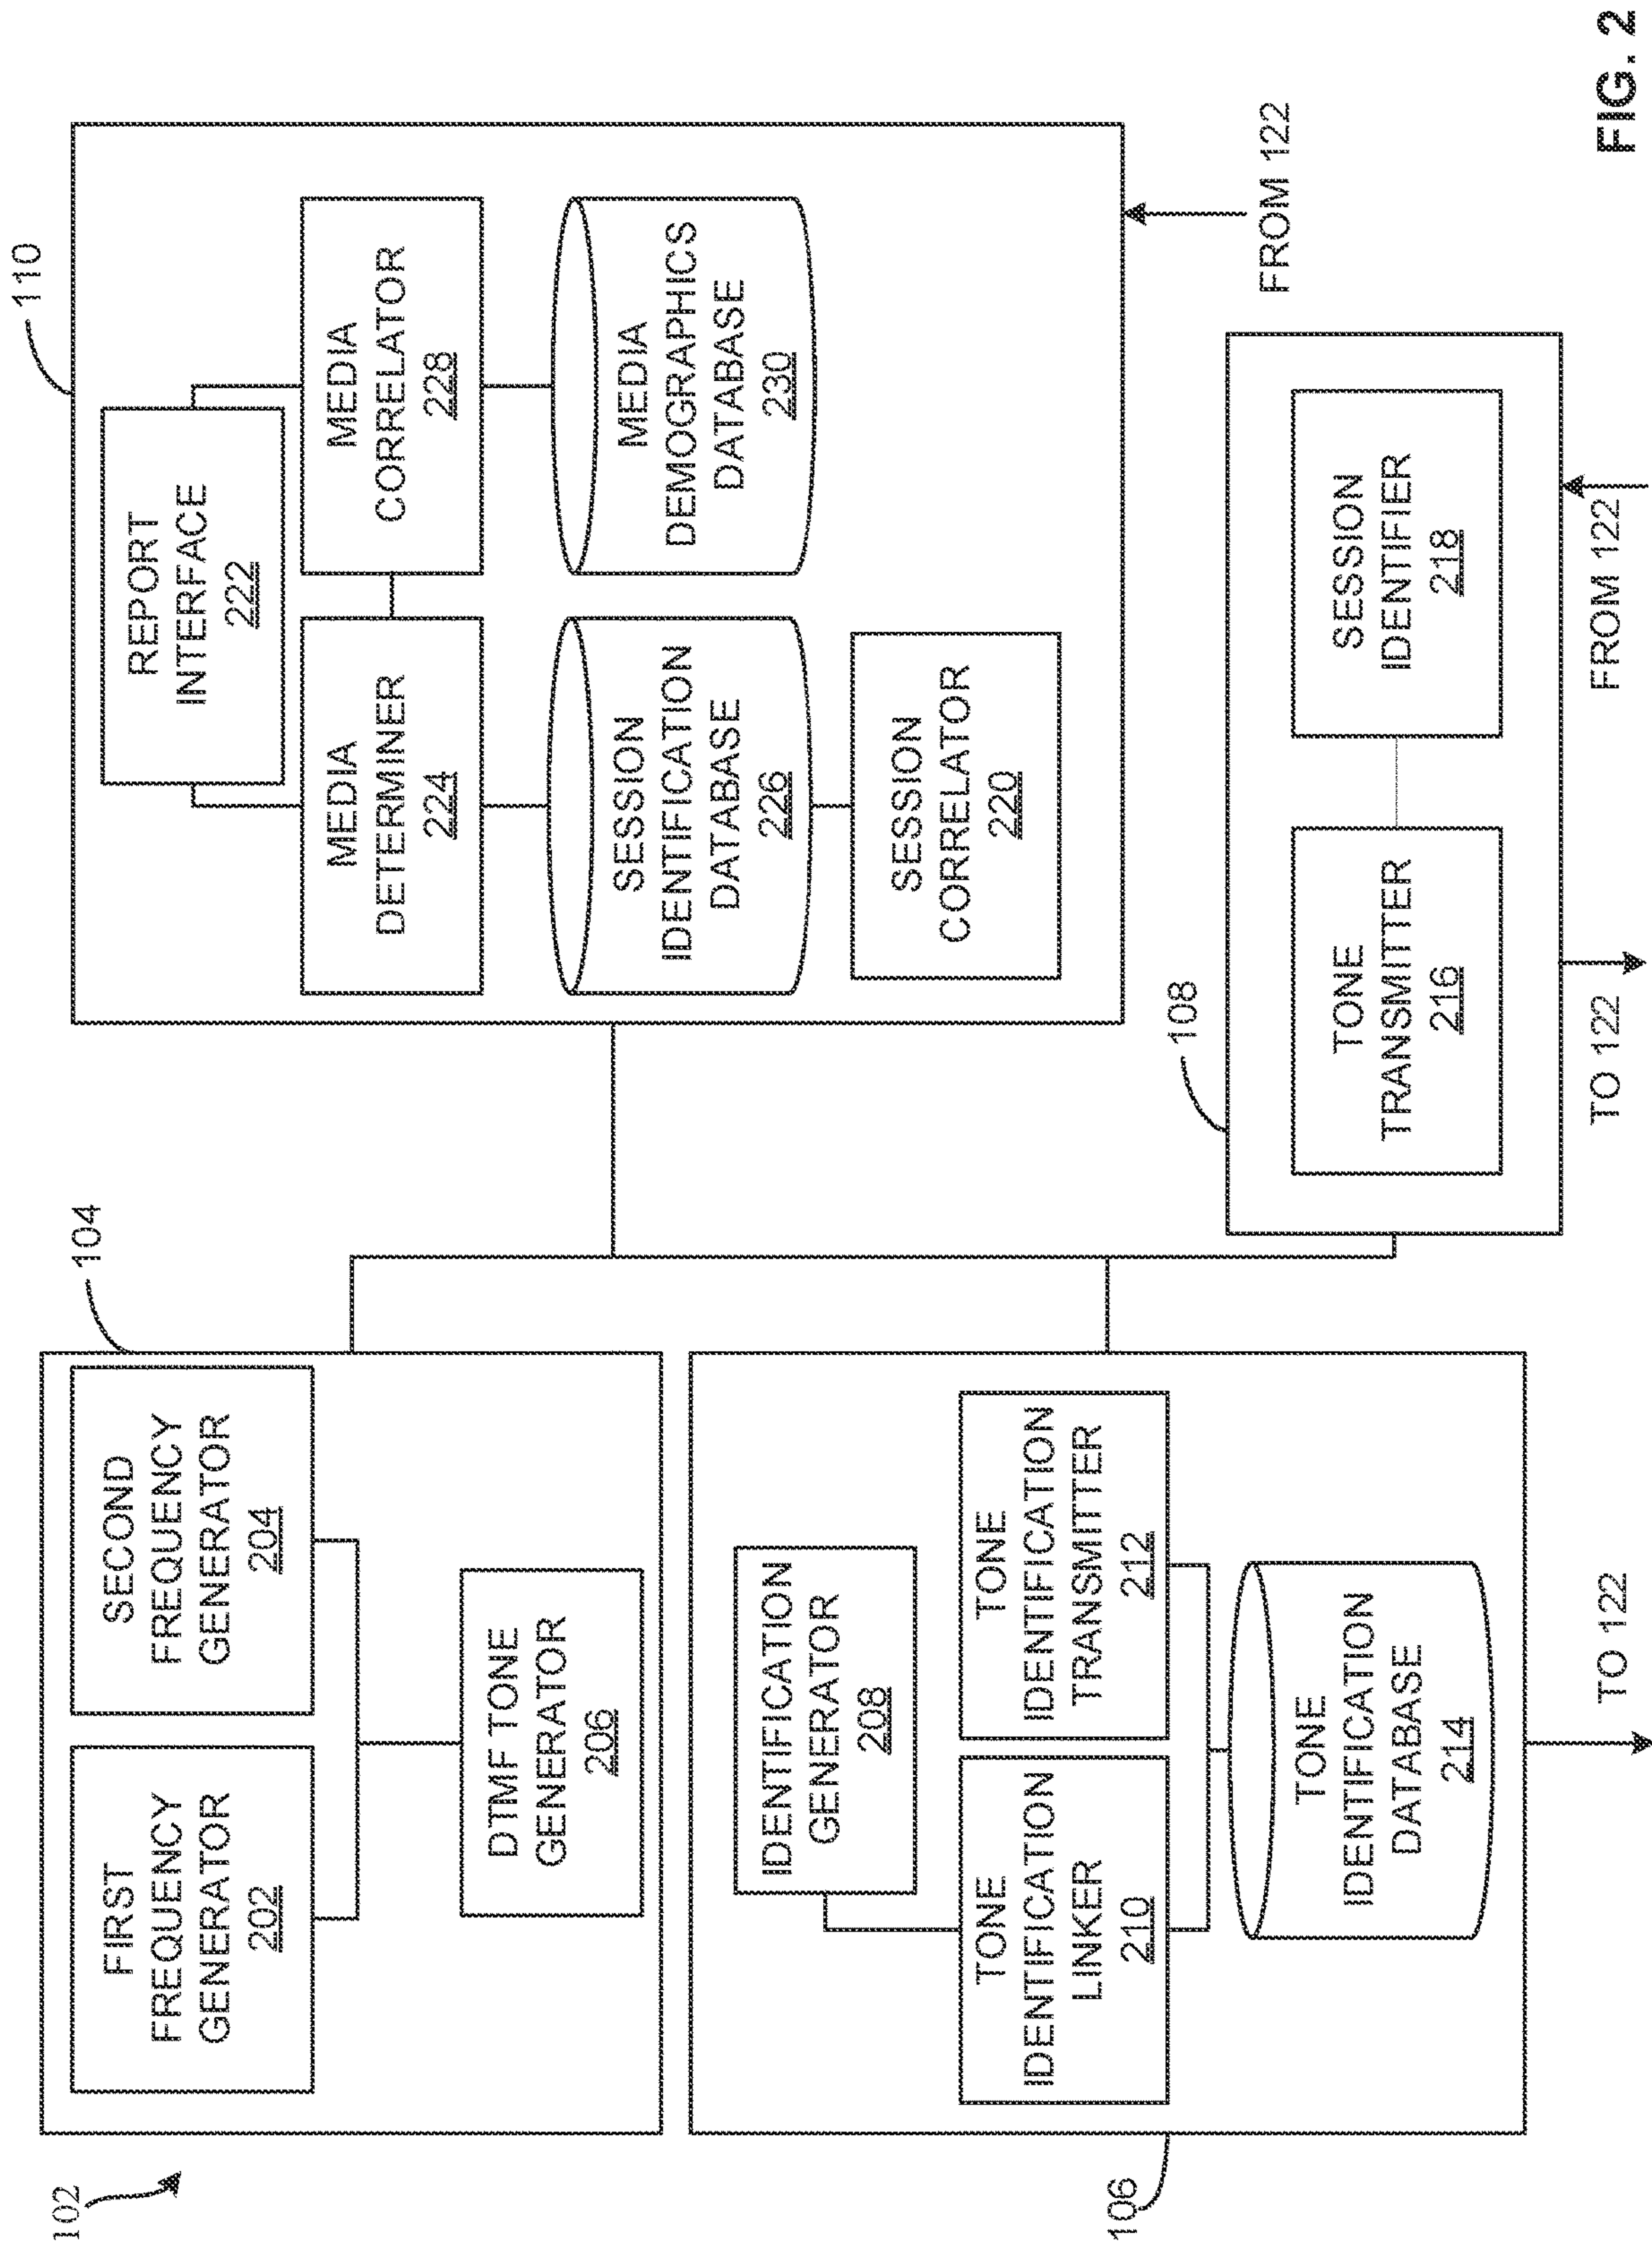 102
104
FIRST
FREQUENCY
GENERATOR
202
SECOND
FREQUENCY
GENERATOR
204
DTMF TONE
GENERATOR
206
106
IDENTIFICATION
GENERATOR
208
TONE
IDENTIFICATION
LINKER
210
TONE
IDENTIFICATION
TRANSMITTER
212
TONE
IDENTIFICATION
DATABASE
214
TO 122
110
REPORT
INTERFACE
222
MEDIA
DETERMINER
224
MEDIA
CORRELATOR
228
SESSION
IDENTIFICATION
DATABASE
226
MEDIA
DEMOGRAPHICS
DATABASE
230
SESSION
CORRELATOR
220
FROM 122
108
TONE
TRANSMITTER
216
SESSION
IDENTIFIER
218
TO 122
FROM 122
FIG. 2